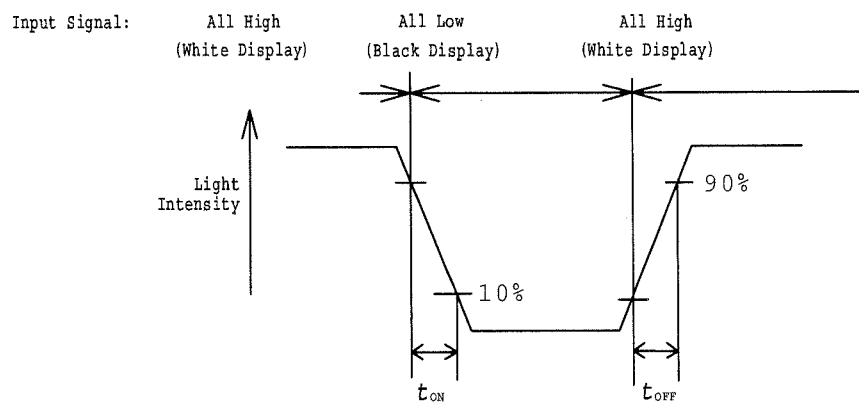 Input Signal: All High All Low All High
(White Display) (Black Display) (White Display)
Light
Intensity
90%
10%
tON tOFF